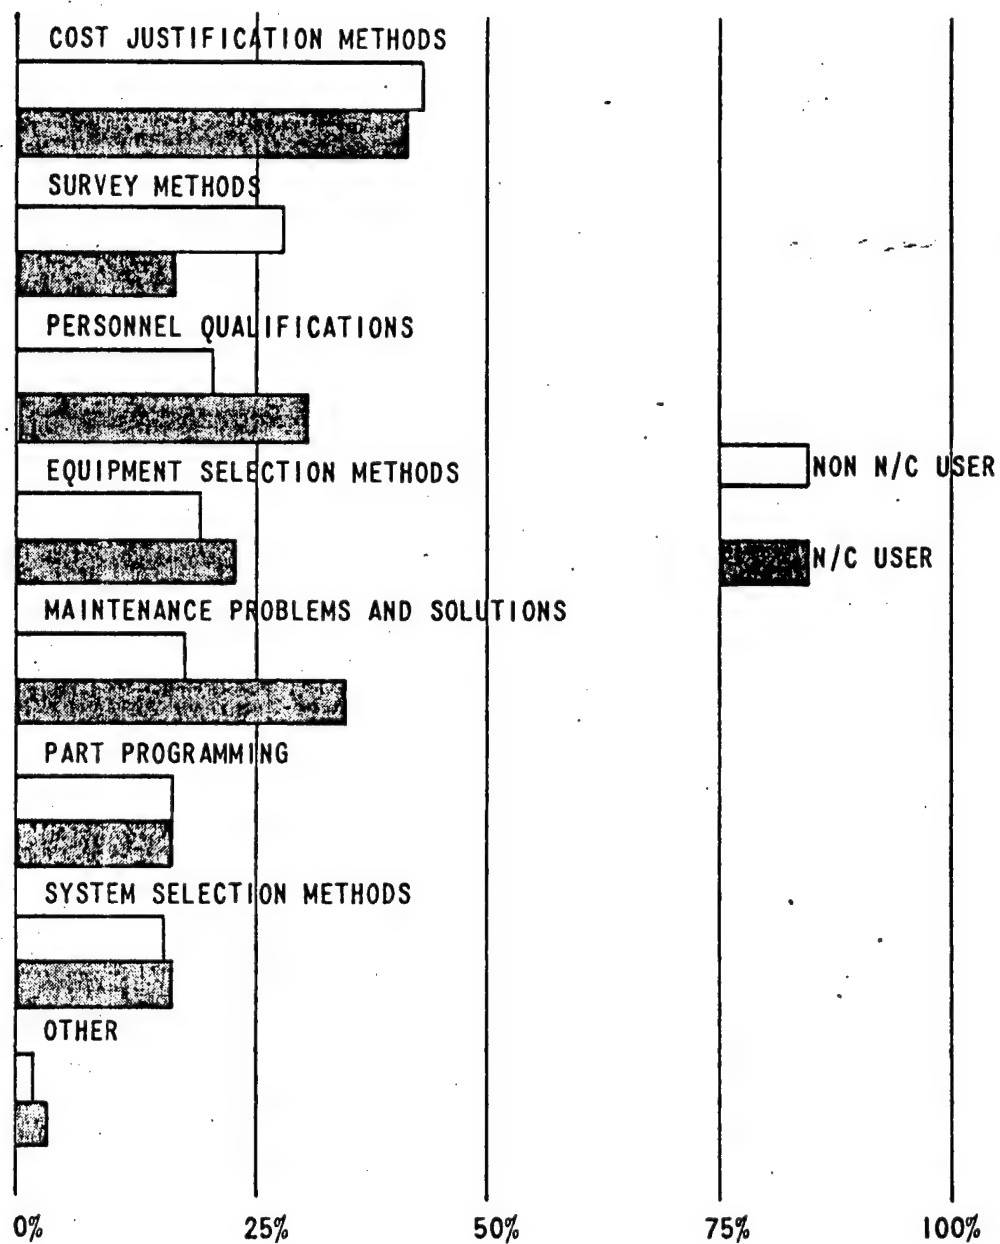 COST JUSTIFICATION METHODS
SURVEY METHODS
PERSONNEL QUALIFICATIONS
EQUIPMENT SELECTION METHODS
NON N/C USER
N/C USER
MAINTENANCE PROBLEMS AND SOLUTIONS
PART PROGRAMMING
SYSTEM SELECTION METHODS
OTHER
0% 25% 50% 75% 100%